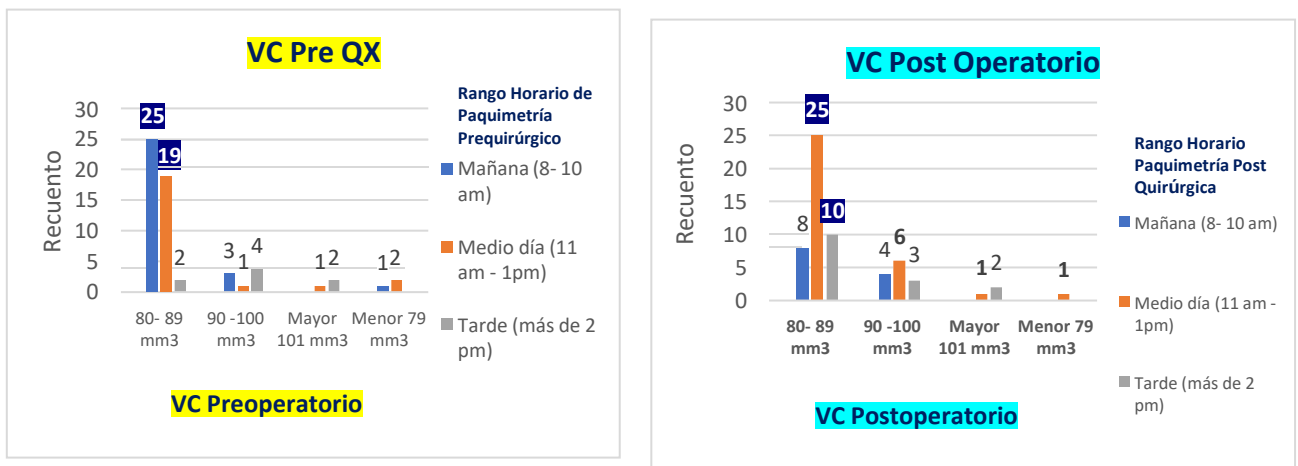 VC Pre QX
Recuento
30
25
20
15
10
5
0
25
19
2
3
1
4
1
2
1
2
80- 89
mm3
90 -100
mm3
Mayor
101 mm3
Menor 79
mm3
Rango Horario de
Paquimetría
Prequirúrgico
Mañana (8- 10
am)
Medio día (11
am - 1pm)
Tarde (más de 2
pm)
VC Preoperatorio
VC Post Operatorio
Recuento
30
25
20
15
10
5
0
8
25
10
4
6
3
1
2
1
80- 89
mm3
90 -100
mm3
Mayor
101 mm3
Menor 79
mm3
Rango Horario
Paquimetría Post
Quirúrgica
Mañana (8- 10 am)
Medio día (11 am -
1pm)
Tarde (más de 2
pm)
VC Postoperatorio